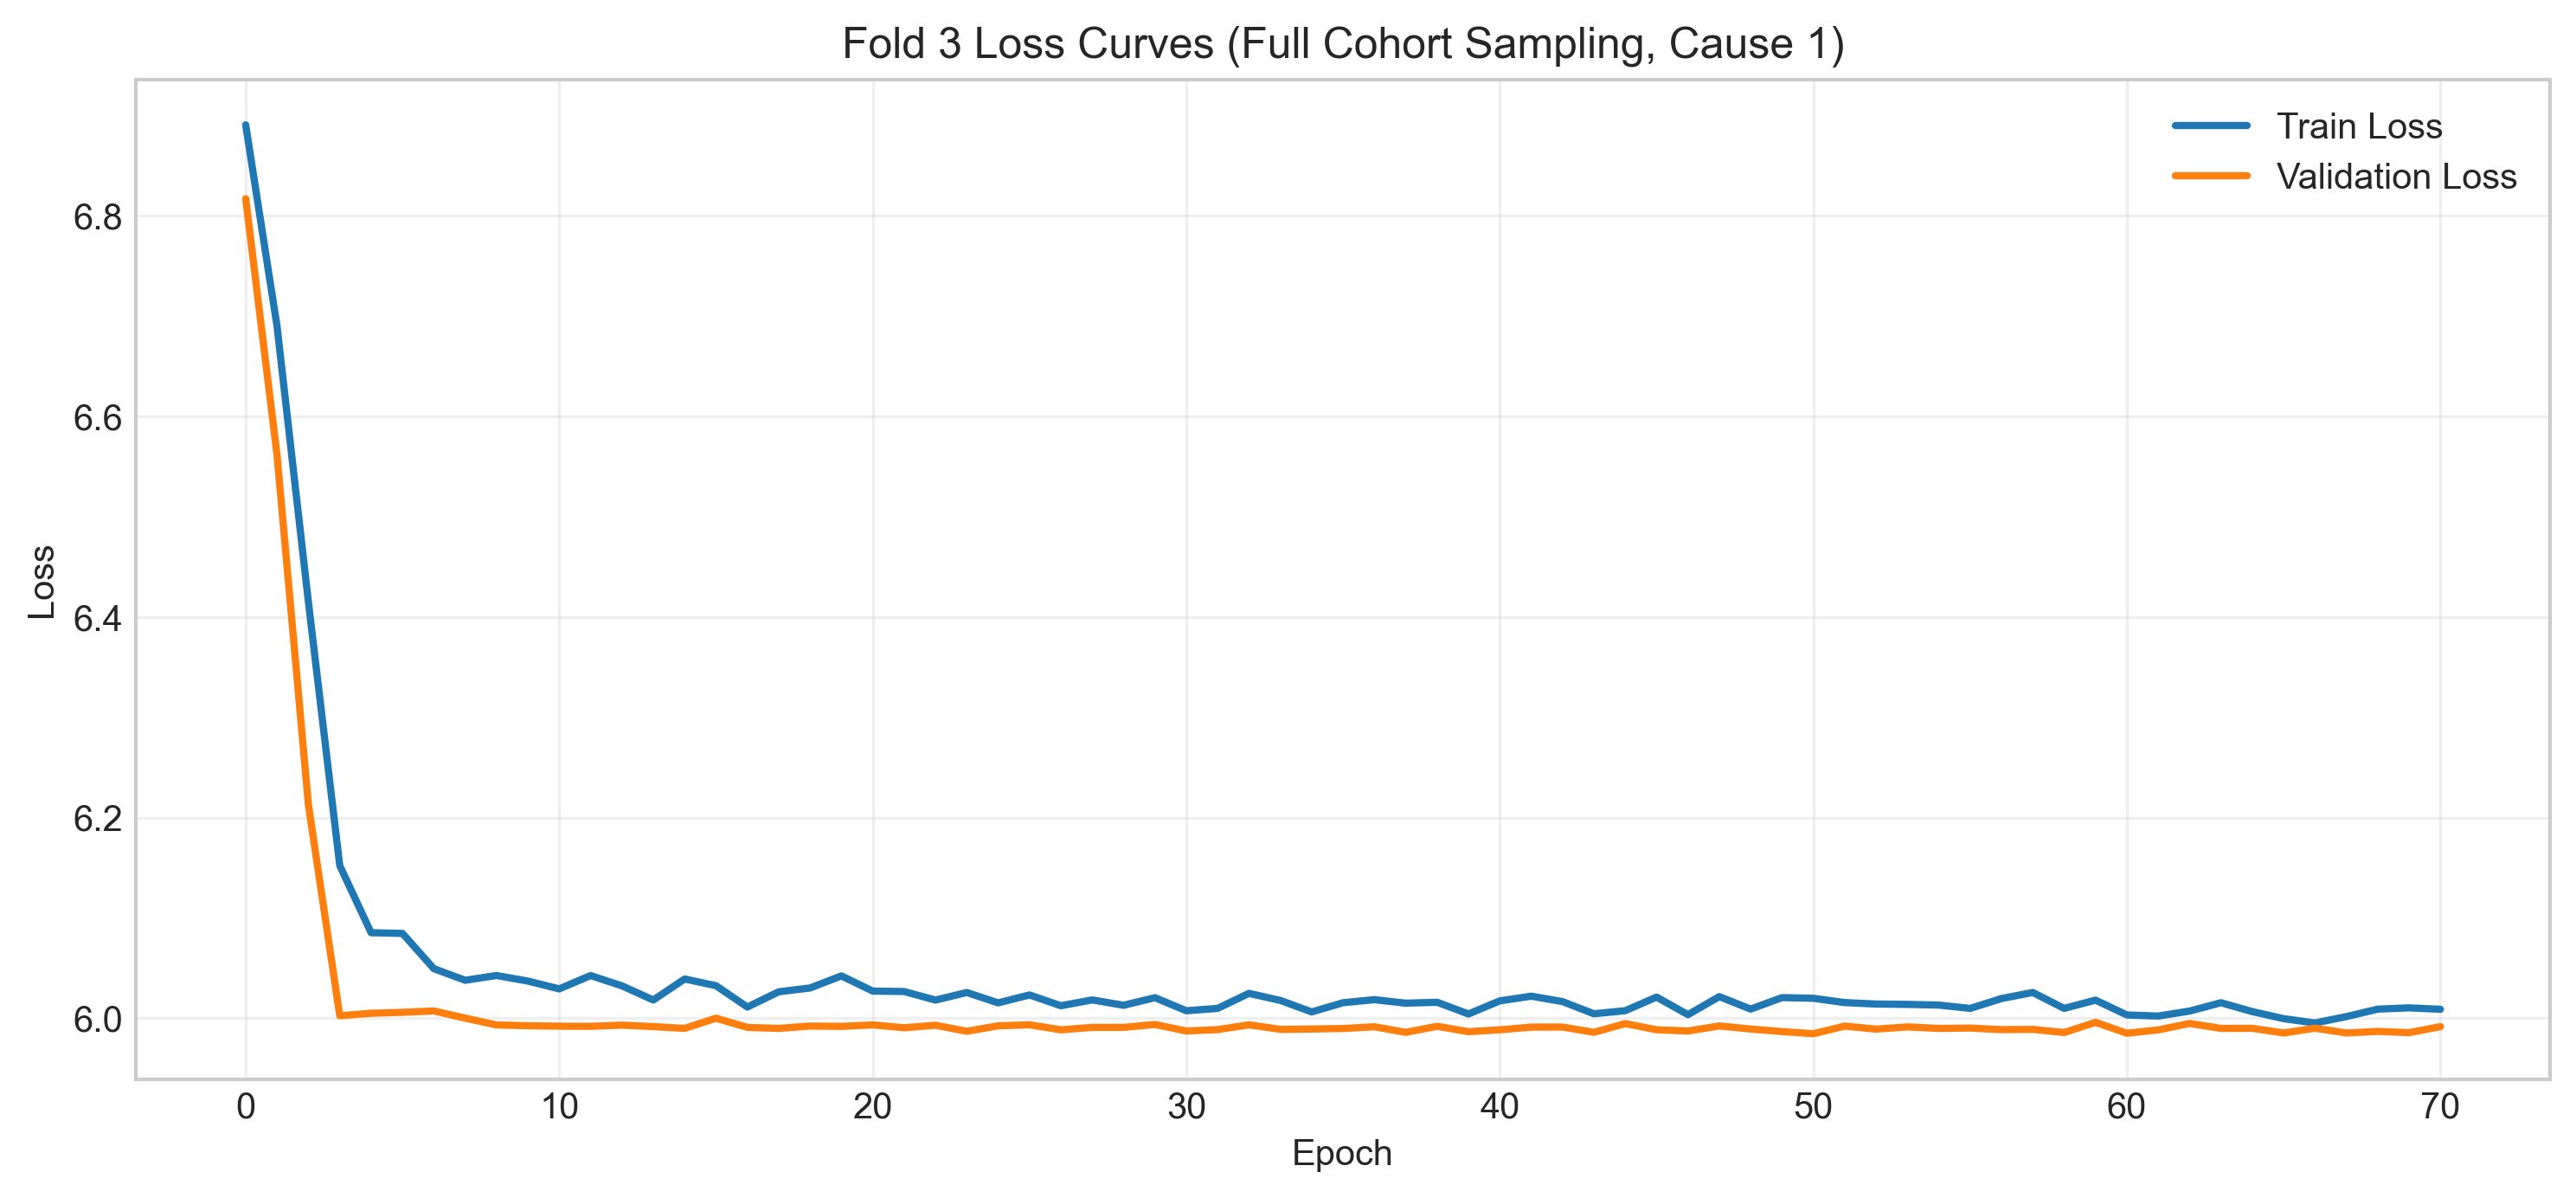 Fold 3 Loss Curves (Full Cohort Sampling, Cause 1)
Train Loss
Validation Loss
6.8
6.6
6.4
6.2
6.0
Loss
0 10 20 30 40 50 60 70
Epoch